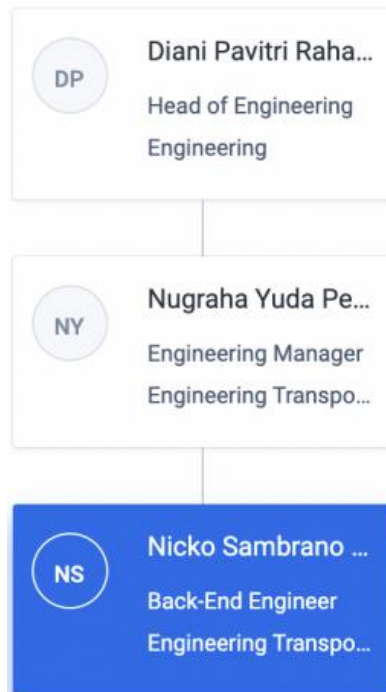 DP
Diani Pavitri Raha...
Head of Engineering
Engineering
NY
Nugraha Yuda Pe...
Engineering Manager
Engineering Transpo...
NS
Nicko Sambrano ...
Back-End Engineer
Engineering Transpo...